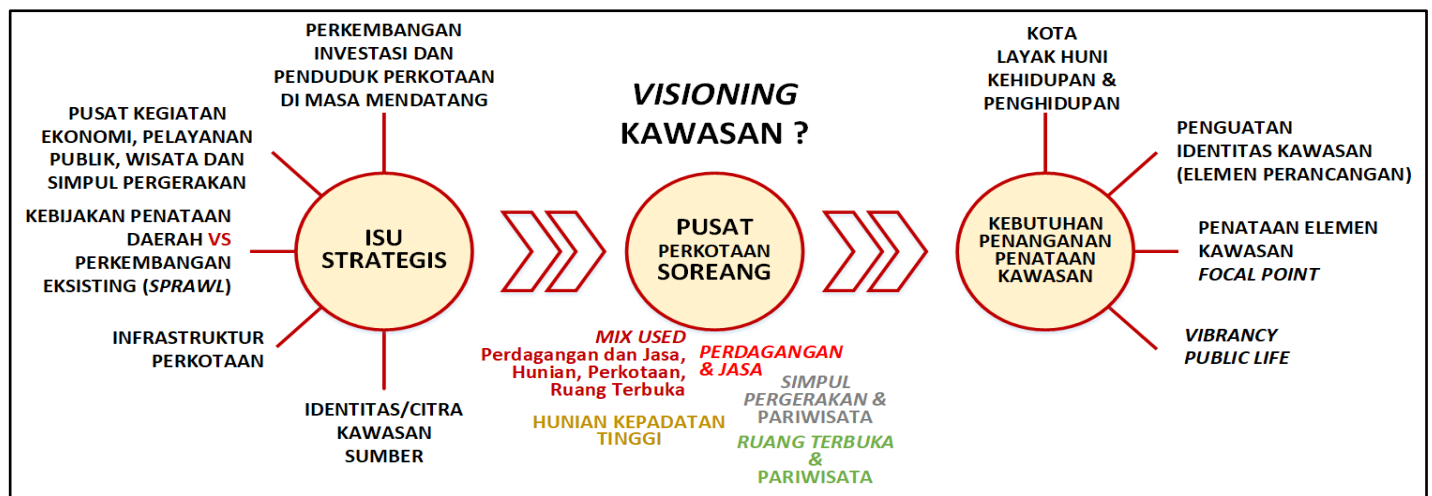 PERKEMBANGAN
INVESTASI DAN
PENDUDUK PERKOTAAN
DI MASA MENDATANG
PUSAT KEGIATAN
EKONOMI, PELAYANAN
PUBLIK, WISATA DAN
SIMPUL PERGERAKAN
KEBIJAKAN PENATAAN
DAERAH VS
PERKEMBANGAN
EKSISTING (SPRAWL)
INFRASTRUKTUR
PERKOTAAN
IDENTITAS/CITRA
KAWASAN
SUMBER
ISU
STRATEGIS
VISIONING
KAWASAN ?
PUSAT
PERKOTAAN
SOREANG
MIX USED
Perdagangan dan Jasa,
Hunian, Perkotaan,
Ruang Terbuka
PERDAGANGAN
& JASA
SIMPUL
PERGERAKAN &
PARIWISATA
HUNIAN KEPADATAN
TINGGI
RUANG TERBUKA
&
PARIWISATA
KEBUTUHAN
PENANGANAN
PENATAAN
KAWASAN
KOTA
LAYAK HUNI
KEHIDUPAN &
PENGHIDUPAN
PENGUATAN
IDENTITAS KAWASAN
(ELEMEN PERANCANGAN)
PENATAAN ELEMEN
KAWASAN
FOCAL POINT
VIBRANCY
PUBLIC LIFE